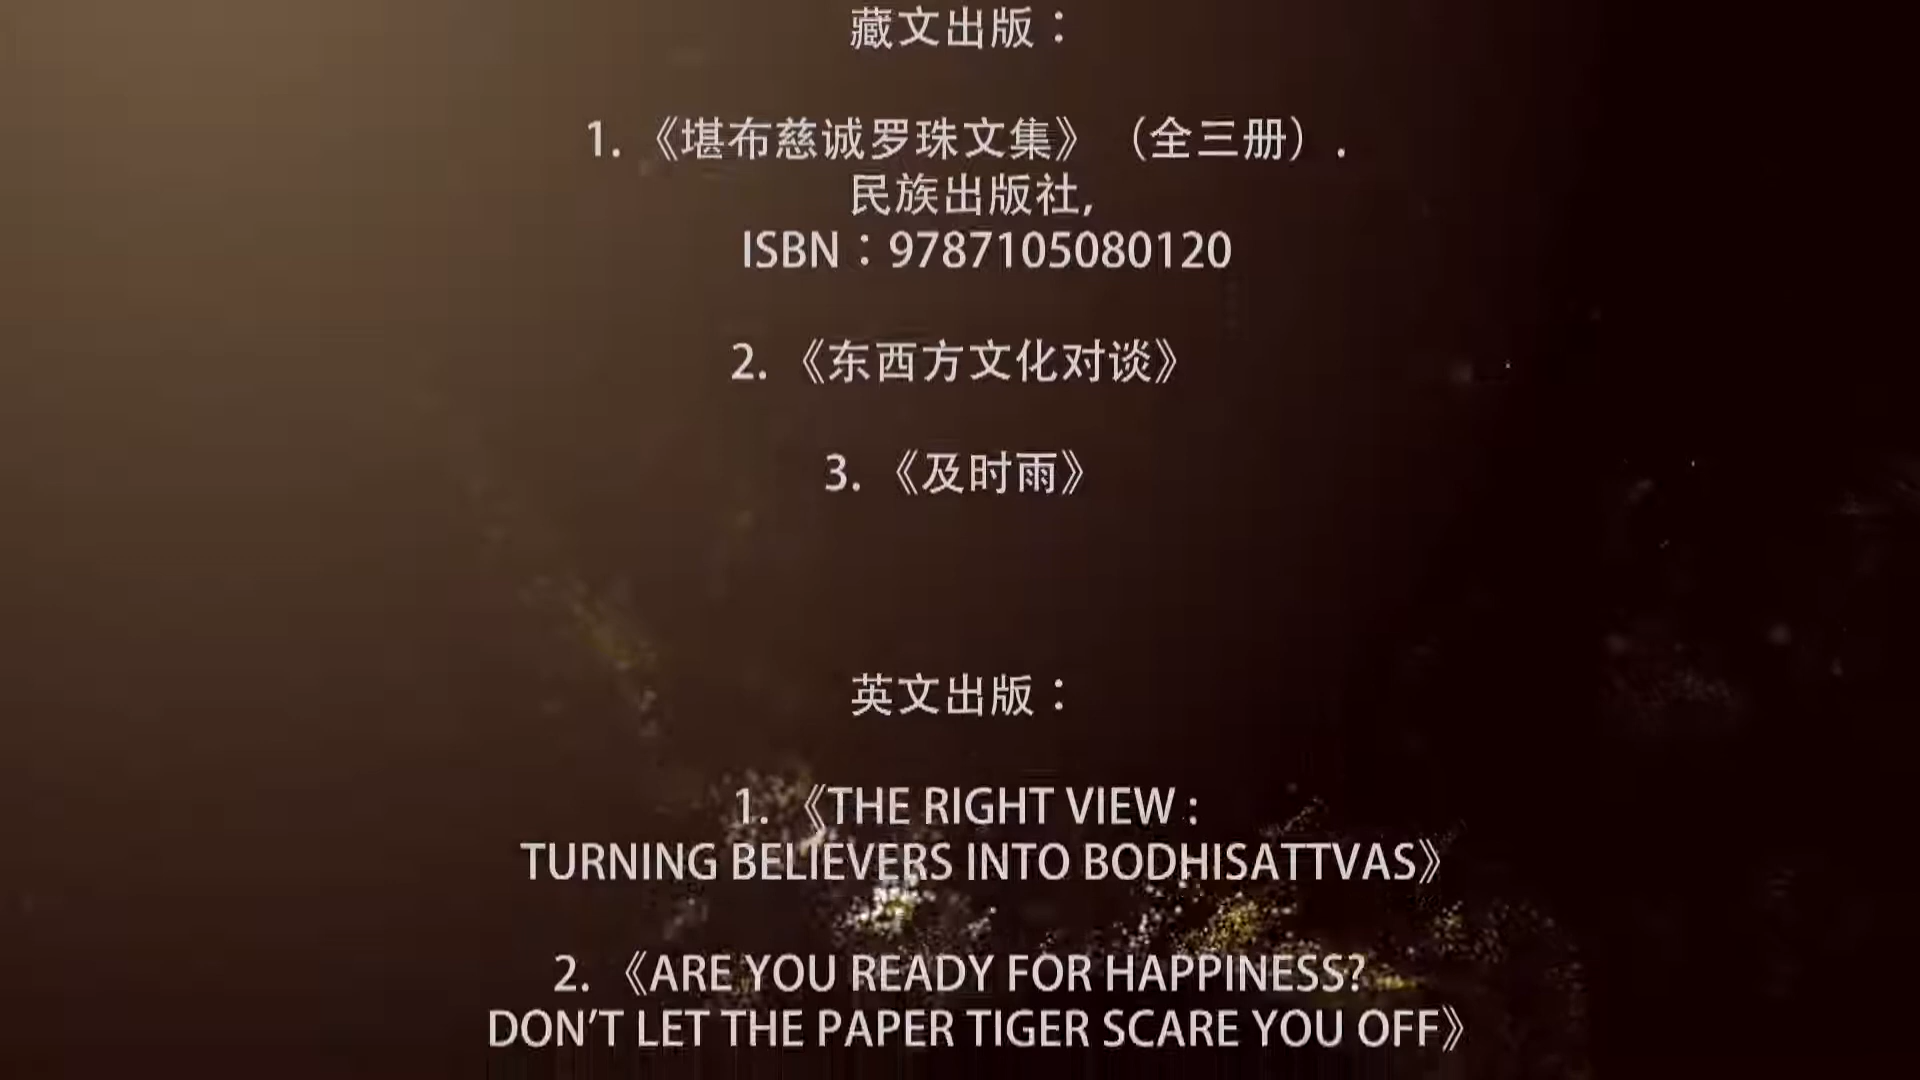 藏文出版：
1. 《堪布慈诚罗珠文集》（全三册）.
民族出版社,
ISBN：9787105080120
2. 《东西方文化对谈》
3. 《及时雨》
英文出版：
1. 《THE RIGHT VIEW :
TURNING BELIEVERS INTO BODHISATTVAS》
2. 《ARE YOU READY FOR HAPPINESS?
DON'T LET THE PAPER TIGER SCARE YOU OFF》